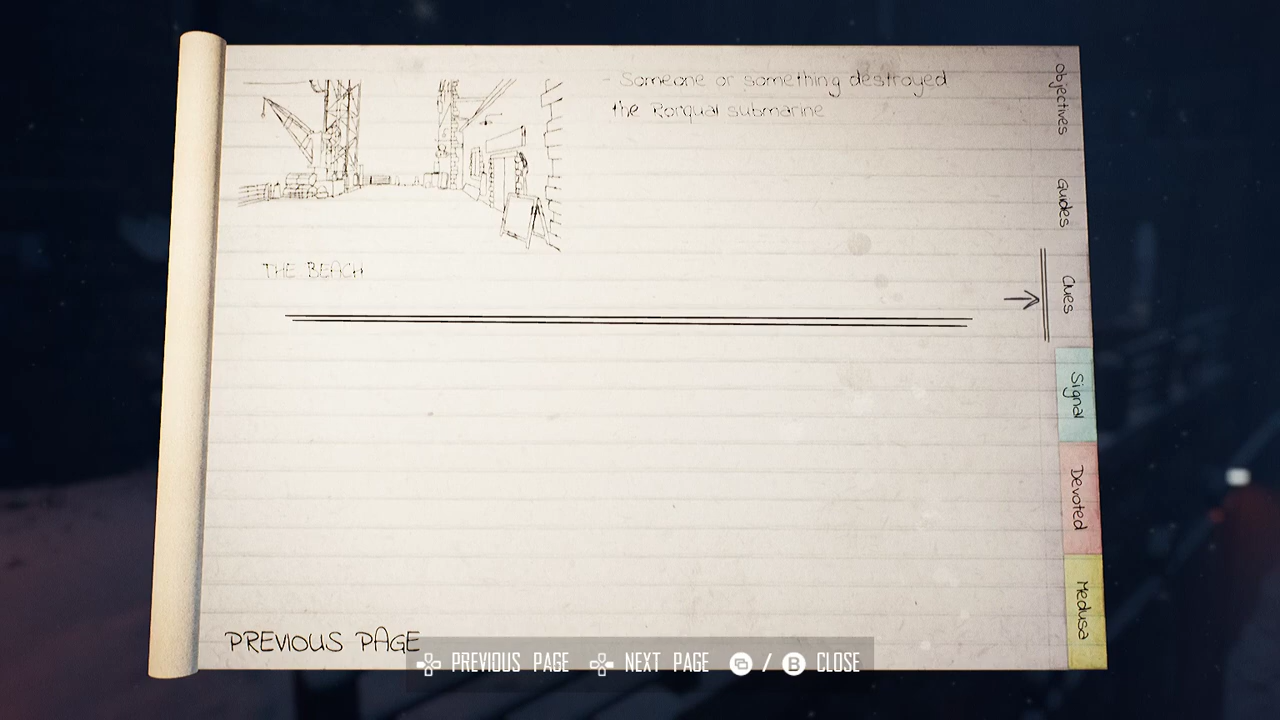 - Someone or something destroyed
the Rorqual submarine
THE BEACH
Objectives
Guides
Clues
Signal
Devoted
Medusa
PREVIOUS PAGE
PREVIOUS PAGE NEXT PAGE / B CLOSE